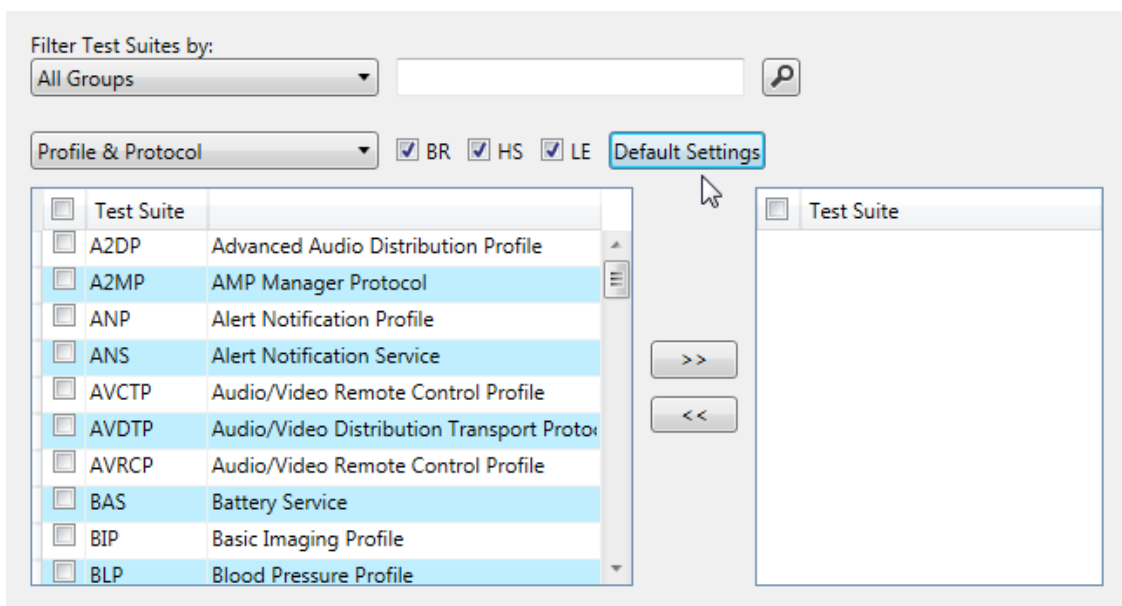 Filter Test Suites by:
All Groups
Profile & Protocol BR HS LE Default Settings
Test Suite
A2DP Advanced Audio Distribution Profile
A2MP AMP Manager Protocol
ANP Alert Notification Profile
ANS Alert Notification Service
AVCTP Audio/Video Remote Control Profile
AVDTP Audio/Video Distribution Transport Protoc
AVRCP Audio/Video Remote Control Profile
BAS Battery Service
BIP Basic Imaging Profile
BLP Blood Pressure Profile
>>
<<
Test Suite